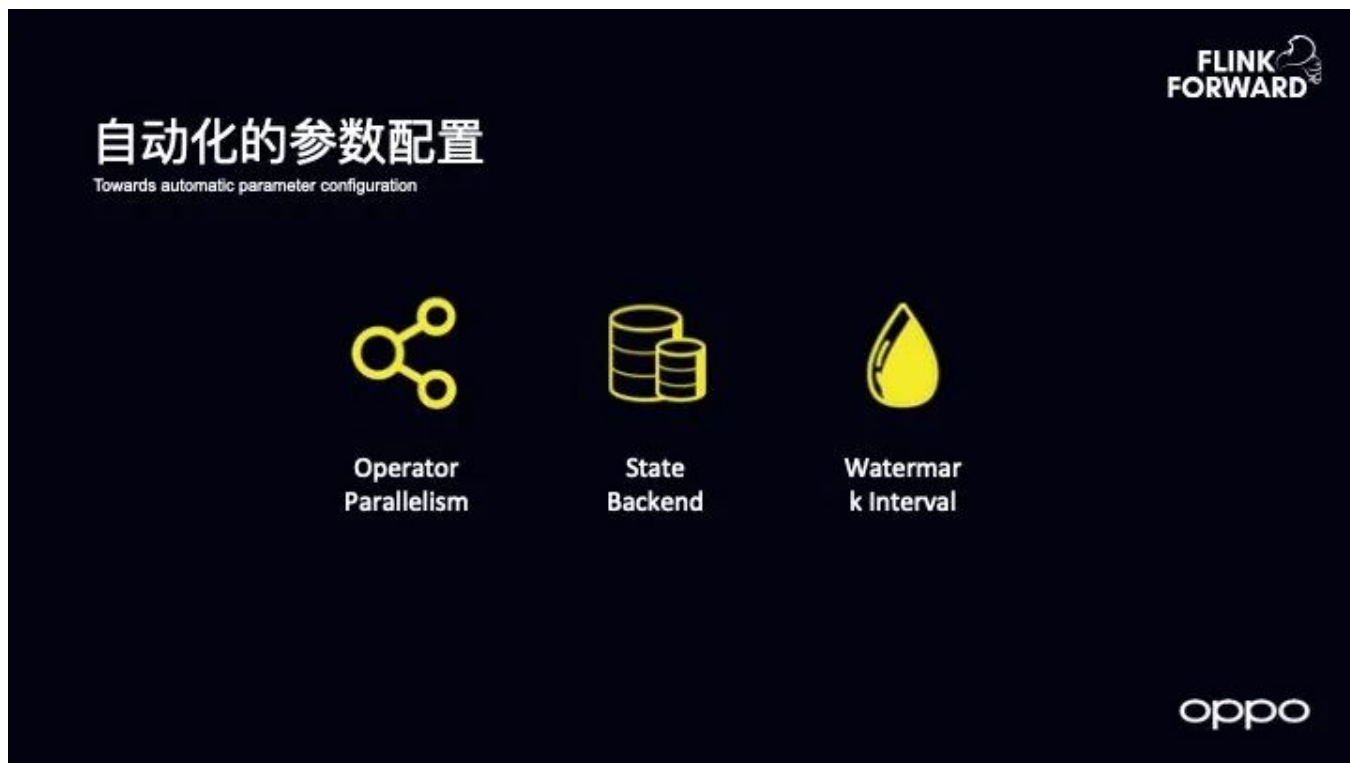 FLINK
FORWARD
自动化的参数配置
Towards automatic parameter configuration
Operator
Parallelism
State
Backend
Watermar
k Interval
oppo